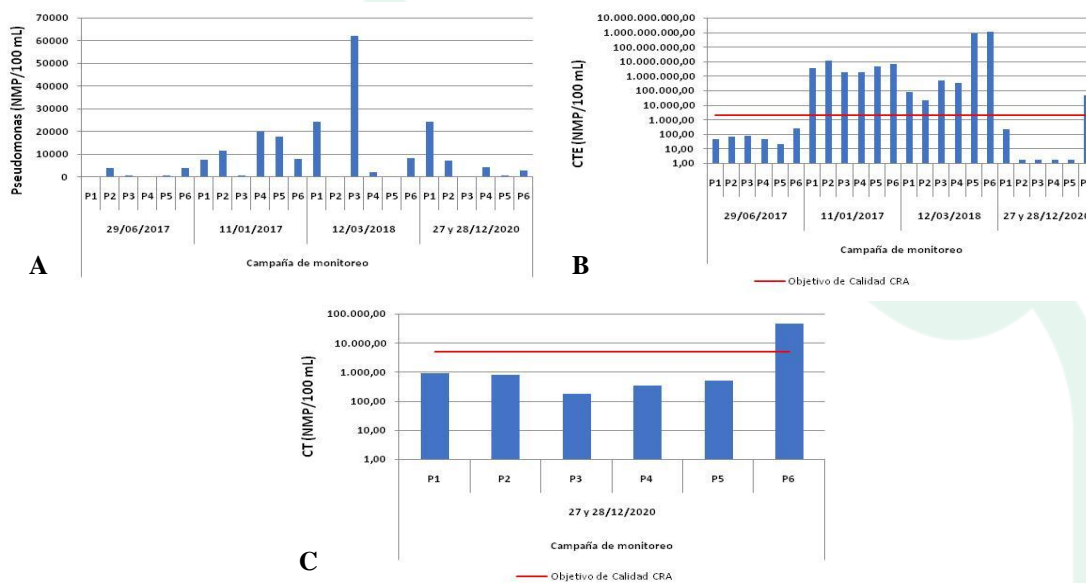 Pseudomonas (NMP/100 mL)
70000
60000
50000
40000
30000
20000
10000
0
P1 P2 P3 P4 P5 P6 P1 P2 P3 P4 P5 P6 P1 P2 P3 P4 P5 P6 P1 P2 P3 P4 P5 P6
29/06/2017 11/01/2017 12/03/2018 27 y 28/12/2020
Campaña de monitoreo
A
CTE (NMP/100 mL)
10.000.000.000,00
1.000.000.000,00
100.000.000,00
10.000.000,00
1.000.000,00
100.000,00
10.000,00
1.000,00
100,00
10,00
1,00
P1 P2 P3 P4 P5 P6 P1 P2 P3 P4 P5 P6 P1 P2 P3 P4 P5 P6 P1 P2 P3 P4 P5
29/06/2017 11/01/2017 12/03/2018 27 y 28/12/2020
Campaña de monitoreo
Objetivo de Calidad CRA
B
CT (NMP/100 mL)
100.000,00
10.000,00
1.000,00
100,00
10,00
1,00
P1 P2 P3 P4 P5 P6
27 y 28/12/2020
Campaña de monitoreo
Objetivo de Calidad CRA
C